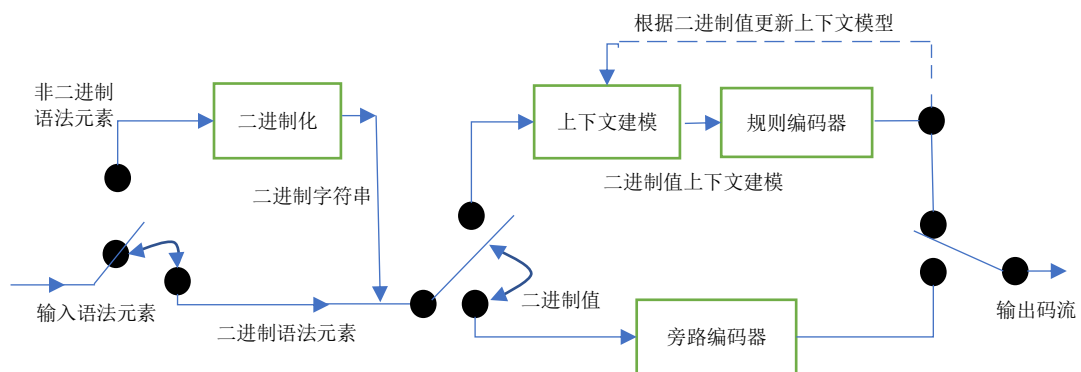 根据二进制值更新上下文模型
非二进制
语法元素
二进制化
上下文建模
规则编码器
二进制值上下文建模
二进制字符串
输入语法元素
二进制语法元素
二进制值
旁路编码器
输出码流